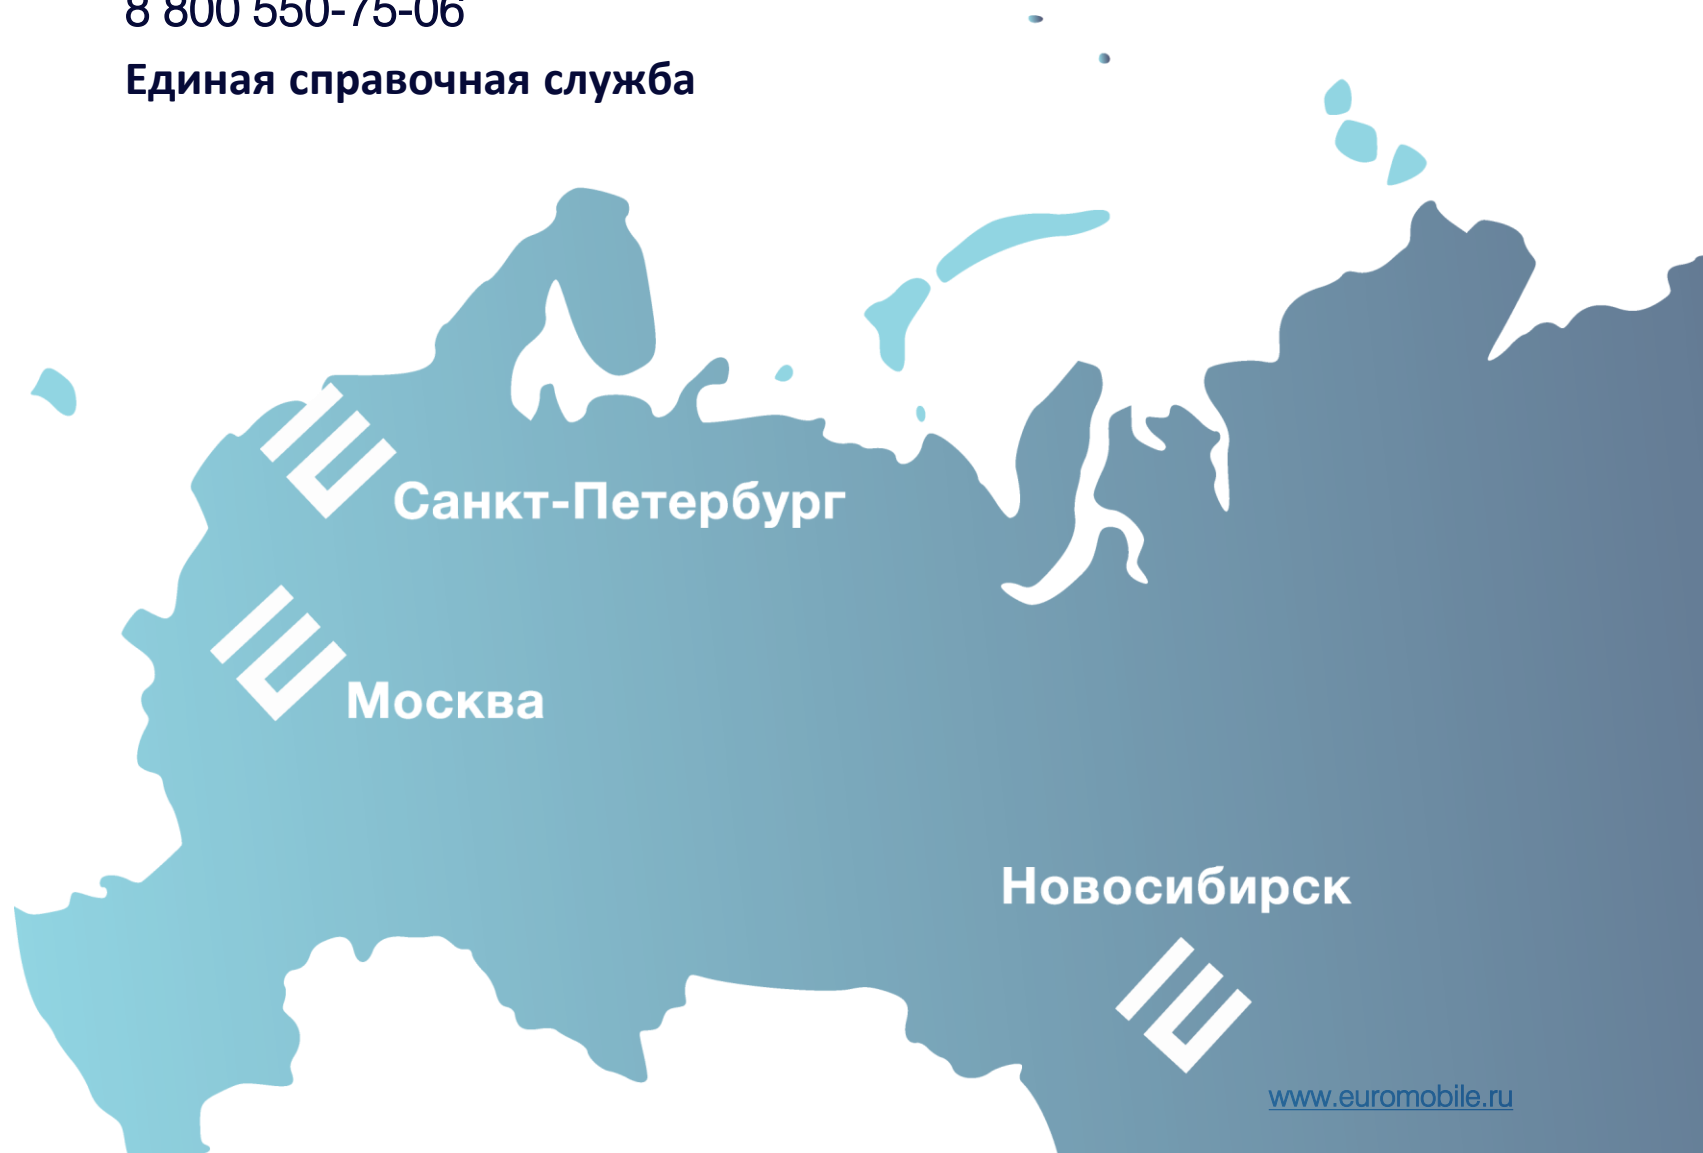 8 800 550-75-06
Единая справочная служба
Санкт-Петербург
Москва
Новосибирск
www.euromobile.ru